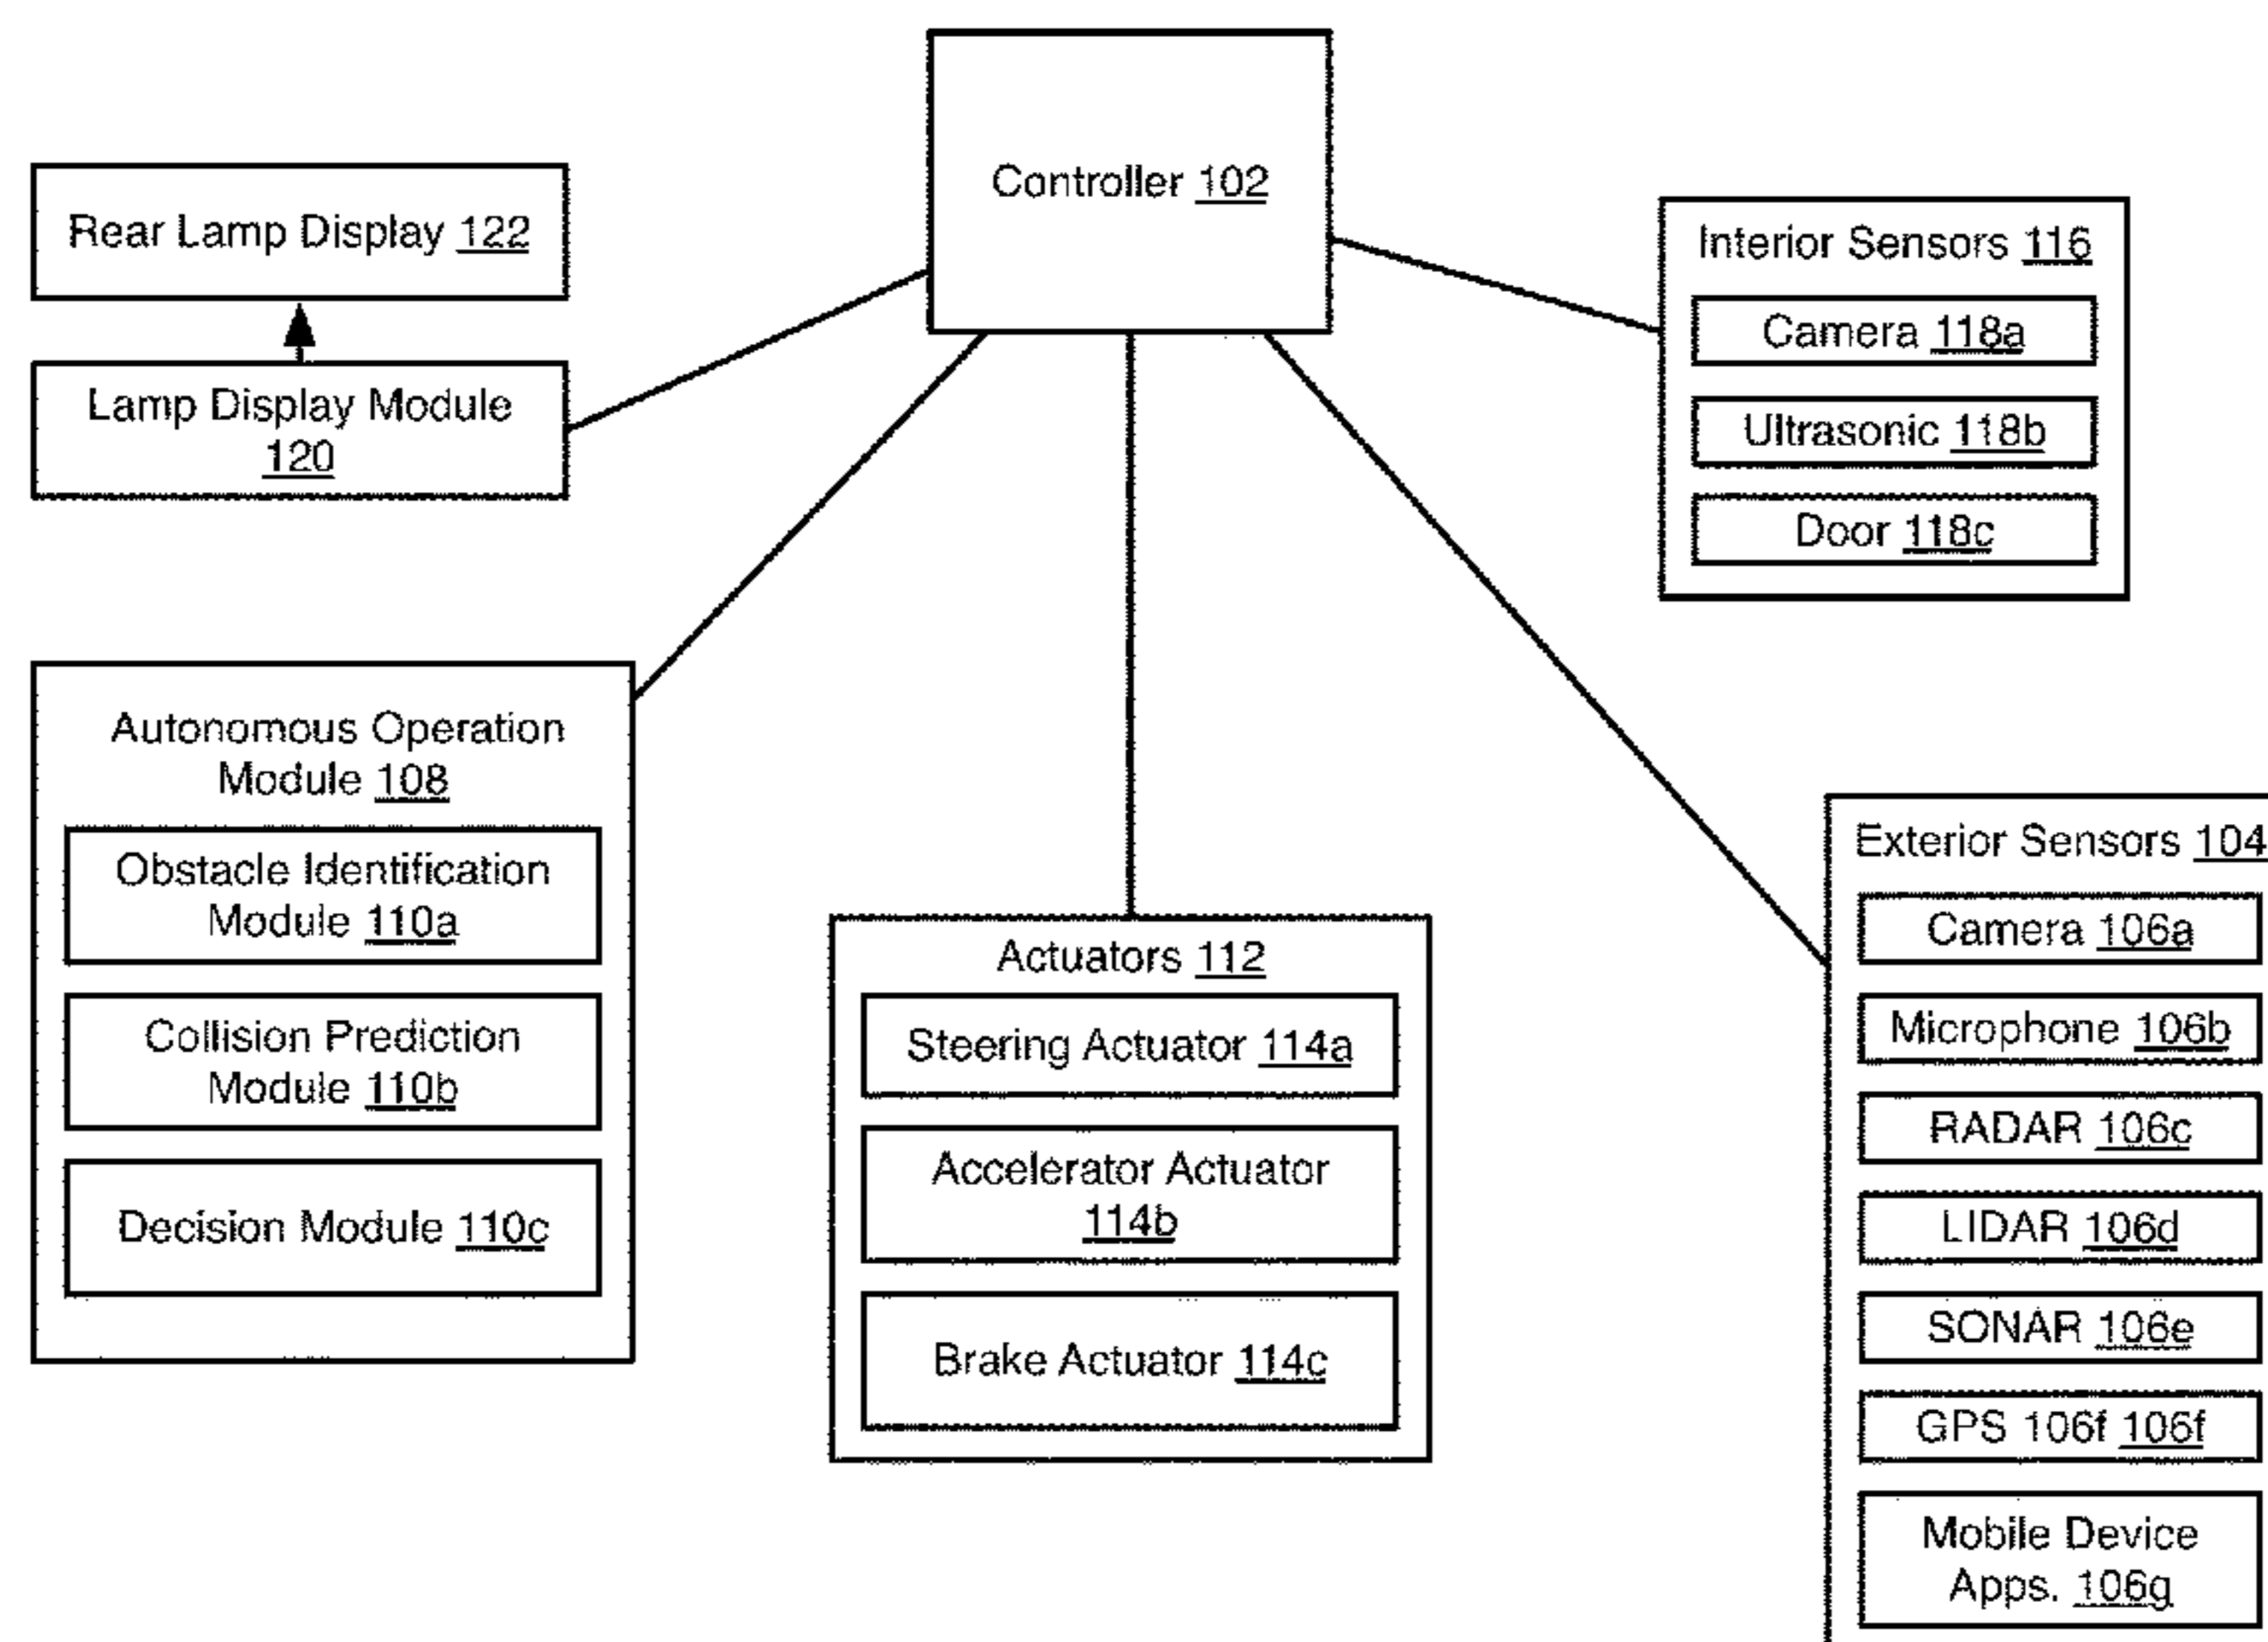 Controller 102
Rear Lamp Display 122
Lamp Display Module
120
Interior Sensors 116
Camera 118a
Ultrasonic 118b
Door 118c
Autonomous Operation
Module 108
Obstacle Identification
Module 110a
Collision Prediction
Module 110b
Decision Module 110c
Actuators 112
Steering Actuator 114a
Accelerator Actuator
114b
Brake Actuator 114c
Exterior Sensors 104
Camera 106a
Microphone 106b
RADAR 106c
LIDAR 106d
SONAR 106e
GPS 106f 106f
Mobile Device
Apps. 106g